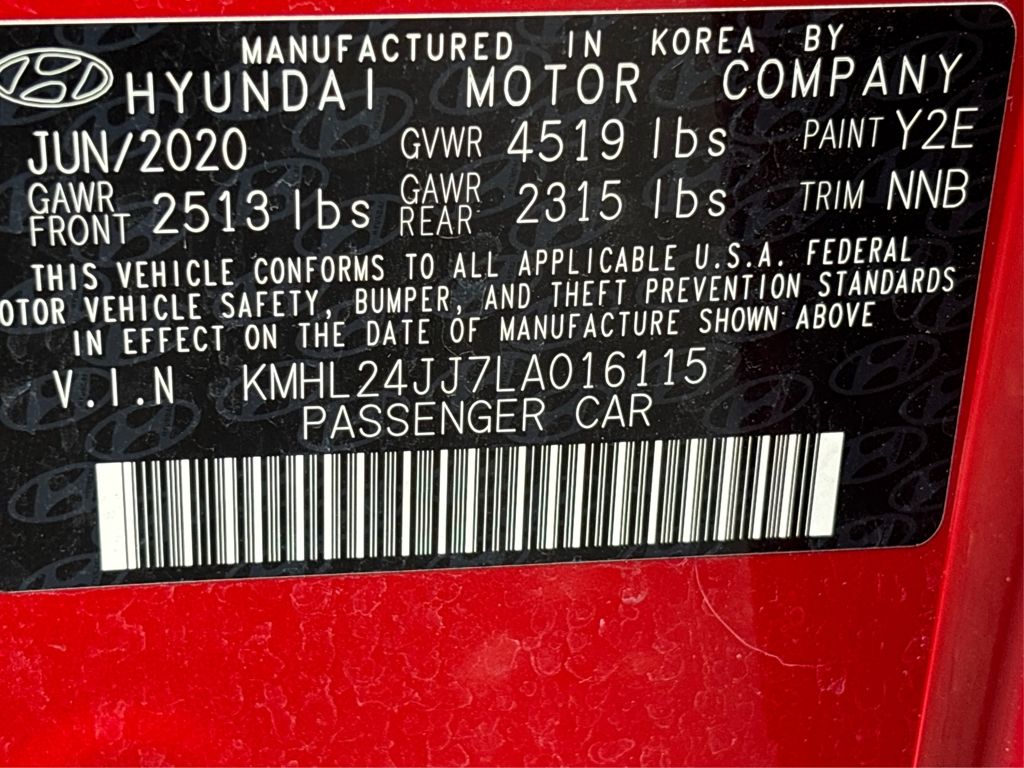 MANUFACTURED IN KOREA BY
HYUNDAI MOTOR COMPANY
JUN/2020 GVWR 4519 lbs PAINT Y2E
GAWR FRONT 2513 lbs GAWR REAR 2315 lbs TRIM NNB
THIS VEHICLE CONFORMS TO ALL APPLICABLE U.S.A. FEDERAL
OTOR VEHICLE SAFETY, BUMPER, AND THEFT PREVENTION STANDARDS
IN EFFECT ON THE DATE OF MANUFACTURE SHOWN ABOVE
V.I.N KMHL24JJ7LA016115
PASSENGER CAR